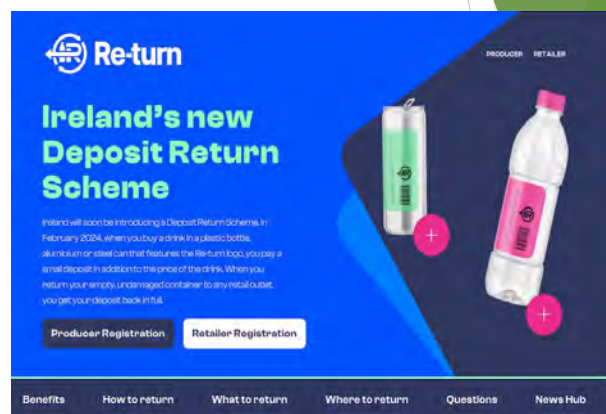 Re-turn
PRODUCER RETAILER
Ireland's new
Deposit Return
Scheme
Ireland will soon be introducing a Deposit Return Scheme. In
February 2024, when you buy a drink in a plastic bottle,
aluminium or steel can that features the Re-turn logo, you pay a
small deposit in addition to the price of the drink. When you
return your empty, undamaged container to any retail outlet,
you get your deposit back in full.
Producer Registration Retailer Registration
Benefits How to return What to return Where to return Questions News Hub